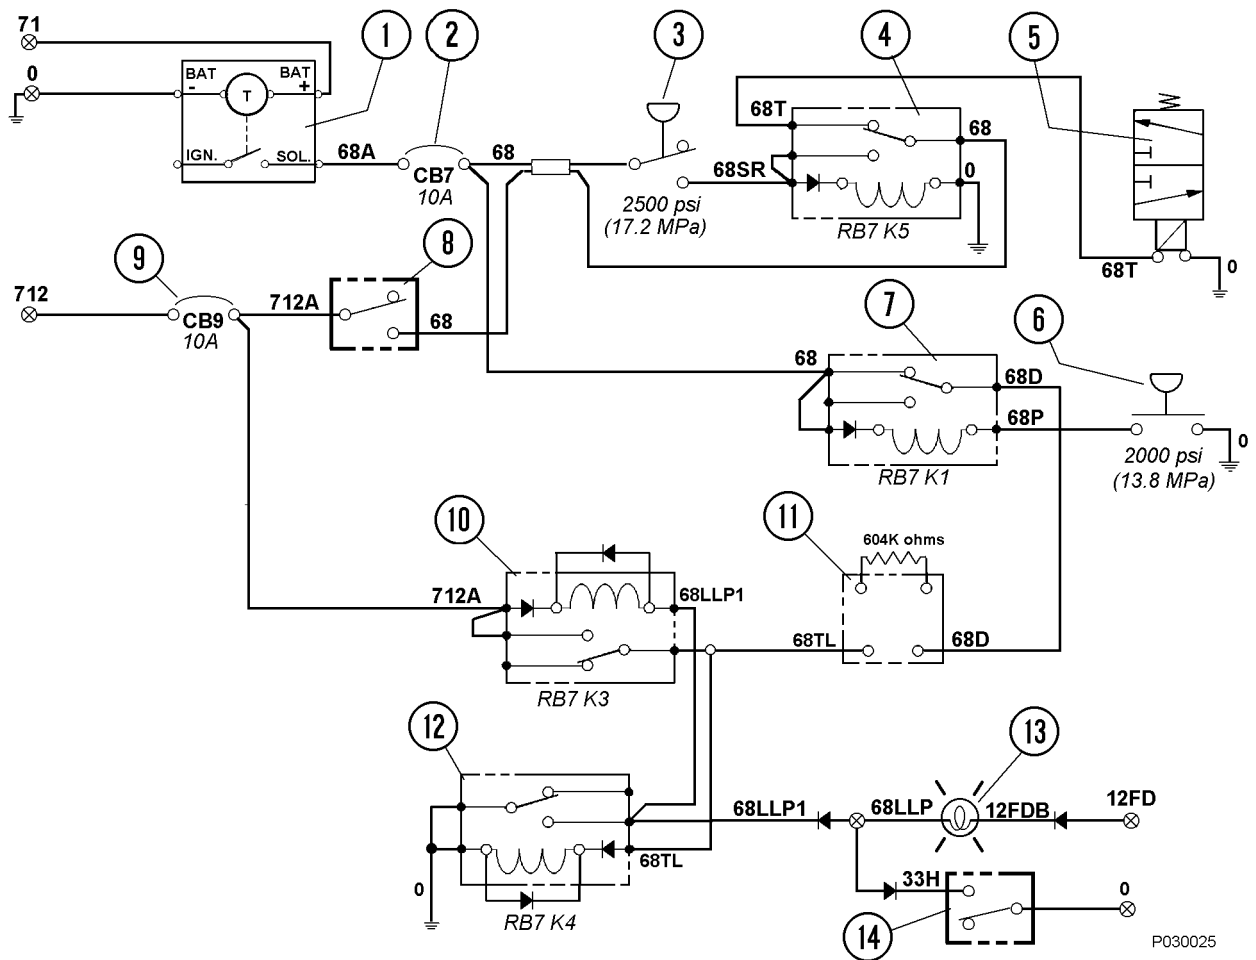 71
1
2
3
4
5
0
BAT
-
BAT
+
T
IGN.
SOL.
68A
CB7
10A
68
68SR
2500 psi
(17.2 MPa)
68T
68
0
RB7 K5
68T
0
9
8
712
CB9
10A
712A
68
7
6
68
68D
68P
RB7 K1
2000 psi
(13.8 MPa)
0
10
11
604K ohms
712A
68LLP1
RB7 K3
68TL
68D
12
13
68LLP1
68LLP
12FDB
12FD
68TL
0
RB7 K4
33H
0
14
P030025